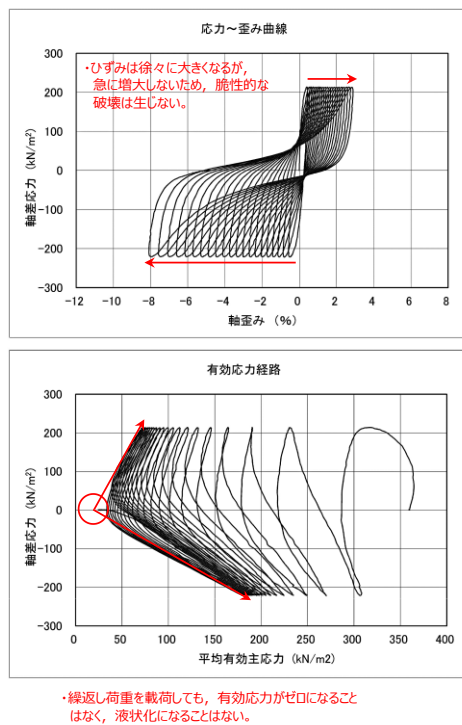 応力～歪み曲線
・ひずみは徐々に大きくなるが，
急に増大しないため，脆性的な
破壊は生じない。
軸差応力（kN/m²）
300
200
100
0
-100
-200
-300
-12 -10 -8 -6 -4 -2 0 2 4 6 8
軸歪み （%）
有効応力経路
軸差応力（kN/m²）
300
200
100
0
-100
-200
-300
0 50 100 150 200 250 300 350 400
平均有効主応力（kN/m2）
・繰返し荷重を載荷しても，有効応力がゼロになること
はなく，液状化になることはない。